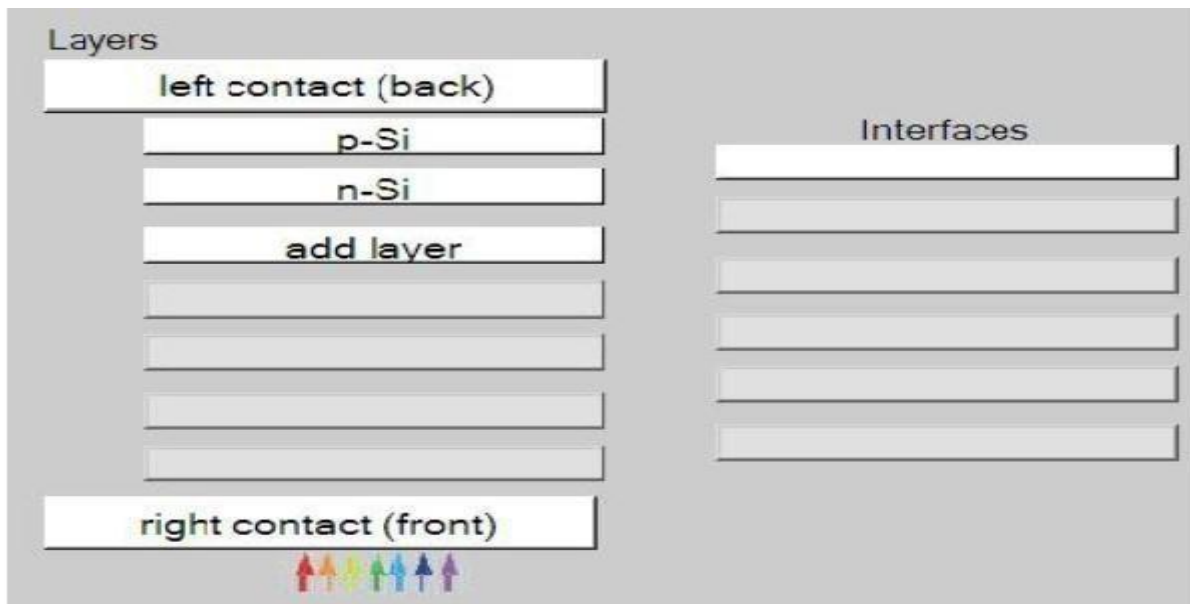 Layers
left contact (back)
p-Si
n-Si
add layer
right contact (front)
Interfaces